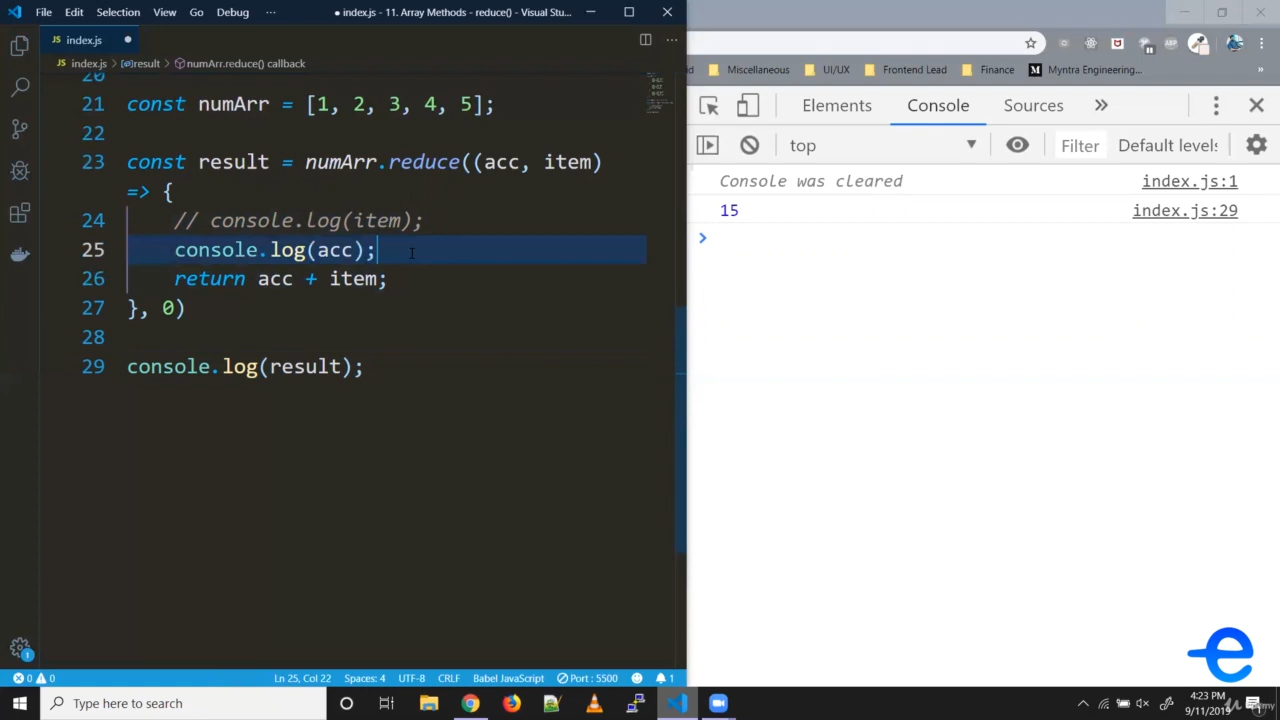 File Edit Selection View Go Debug ··· ● index.js - 11. Array Methods - reduce() - Visual Stu...
JS index.js ●
JS index.js > result > numArr.reduce() callback
20
21 const numArr = [1, 2, 3, 4, 5];
22
23 const result = numArr.reduce((acc, item)
=> {
24 // console.log(item);
25 console.log(acc);
26 return acc + item;
27 }, 0)
28
29 console.log(result);
0 0 Ln 25, Col 22 Spaces: 4 UTF-8 CRLF Babel JavaScript Port : 5500 1
1
Miscellaneous UI/UX Frontend Lead Finance M Myntra Engineering... »
Elements Console Sources »
top Filter Default levels
Console was cleared index.js:1
15 index.js:29
Type here to search
4:23 PM
9/11/2019